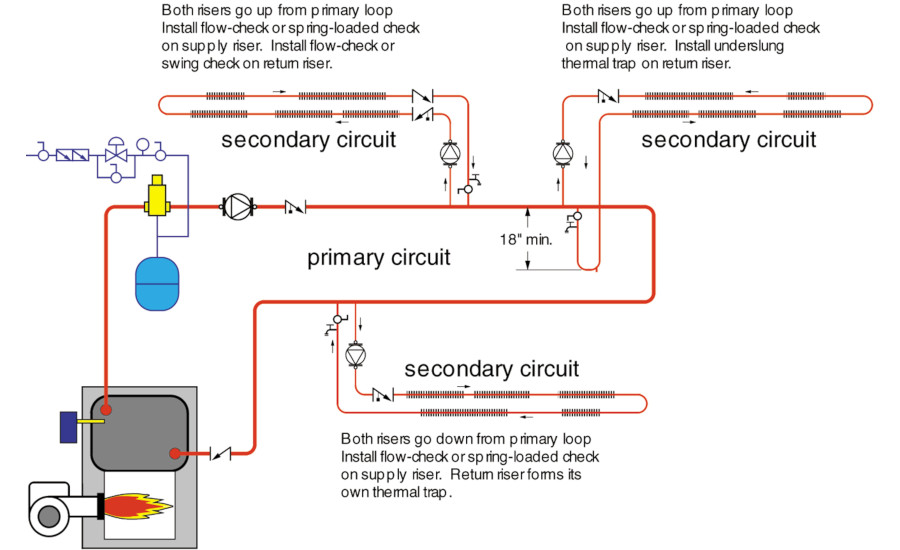 Both risers go up from primary loop
Install flow-check or spring-loaded check
on supply riser.  Install flow-check or
swing check on return riser.
Both risers go up from primary loop
Install flow-check or spring-loaded check
on supply riser.  Install underslung
thermal trap on return riser.
secondary circuit
secondary circuit
18" min.
primary circuit
secondary circuit
Both risers go down from primary loop
Install flow-check or spring-loaded check
on supply riser.  Return riser forms its
own thermal trap.